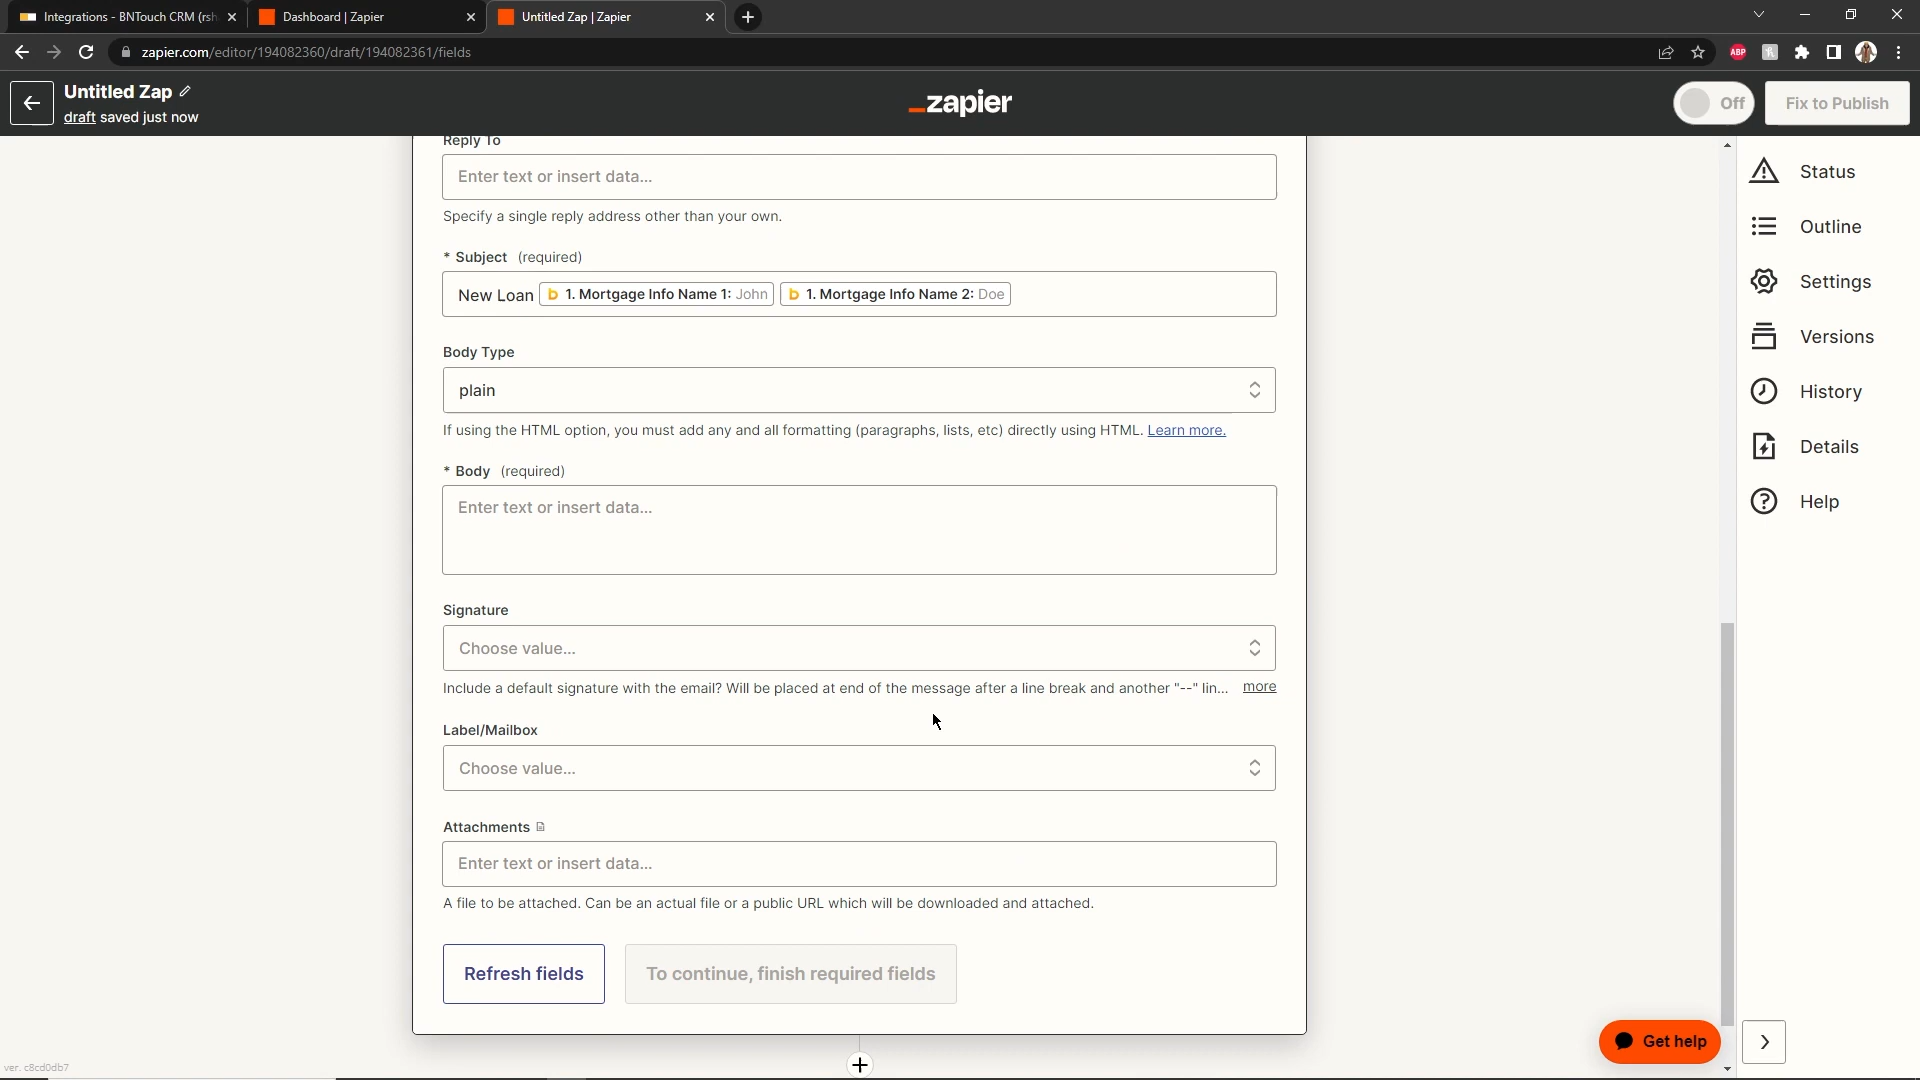 Integrations - BNTouch CRM (rsh
Dashboard | Zapier
Untitled Zap | Zapier
zapier.com/editor/194082360/draft/194082361/fields
ABP
Untitled Zap
draft saved just now
_zapier
Off
Fix to Publish
Reply To
Enter text or insert data...
Specify a single reply address other than your own.
* Subject (required)
New Loan b 1. Mortgage Info Name 1: John b 1. Mortgage Info Name 2: Doe
Body Type
plain
If using the HTML option, you must add any and all formatting (paragraphs, lists, etc) directly using HTML. Learn more.
* Body (required)
Enter text or insert data...
Signature
Choose value...
Include a default signature with the email? Will be placed at end of the message after a line break and another "--" lin... more
Label/Mailbox
Choose value...
Attachments
Enter text or insert data...
A file to be attached. Can be an actual file or a public URL which will be downloaded and attached.
Refresh fields
To continue, finish required fields
Status
Outline
Settings
Versions
History
Details
Help
Get help
ver. c8cd0db7